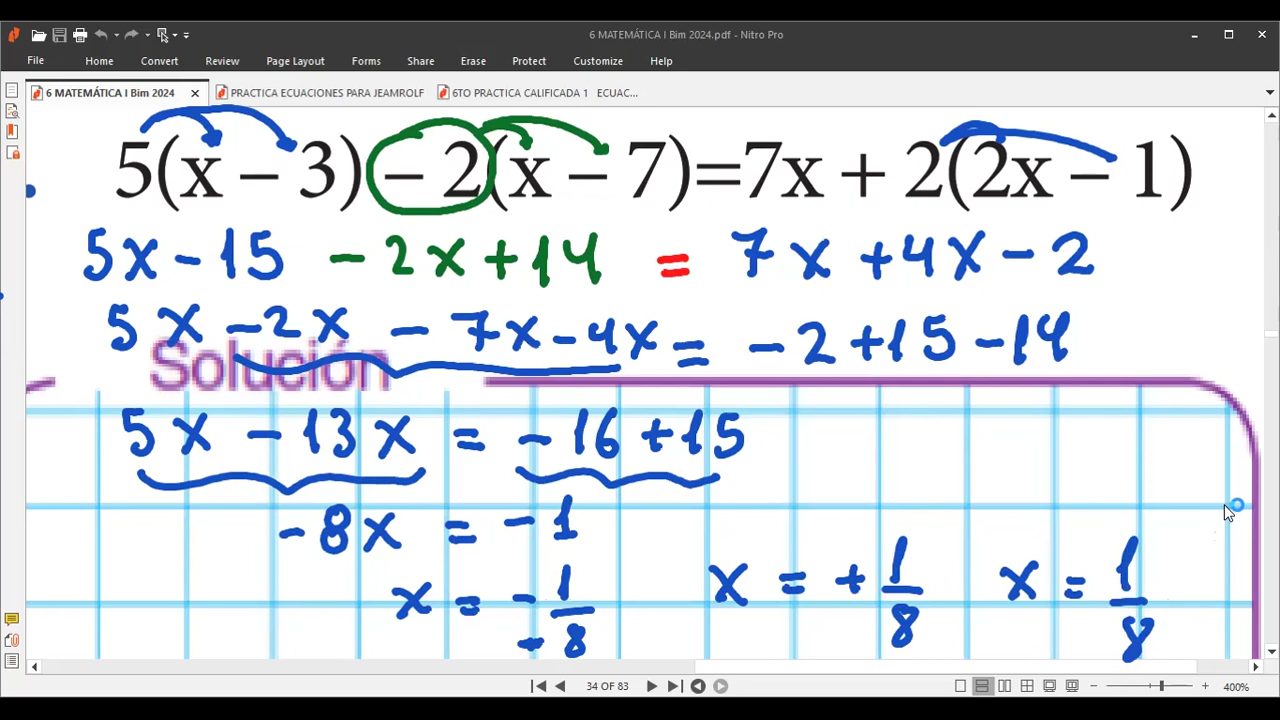 6 MATEMÁTICA I Bim 2024.pdf - Nitro Pro
File Home Convert Review Page Layout Forms Share Erase Protect Customize Help
6 MATEMÁTICA I Bim 2024 PRACTICA ECUACIONES PARA JEAMROLF 6TO PRACTICA CALIFICADA 1 ECUAC...
5(x – 3) – 2(x – 7)=7x + 2(2x – 1)
5x - 15 - 2x + 14 = 7x + 4x - 2
5x - 2x - 7x - 4x = - 2 + 15 - 14
Solución
5x - 13x = - 16 + 15
- 8x = - 1
x = - 1/- 8 x = + 1/8 x = 1/8
34 OF 83 400%